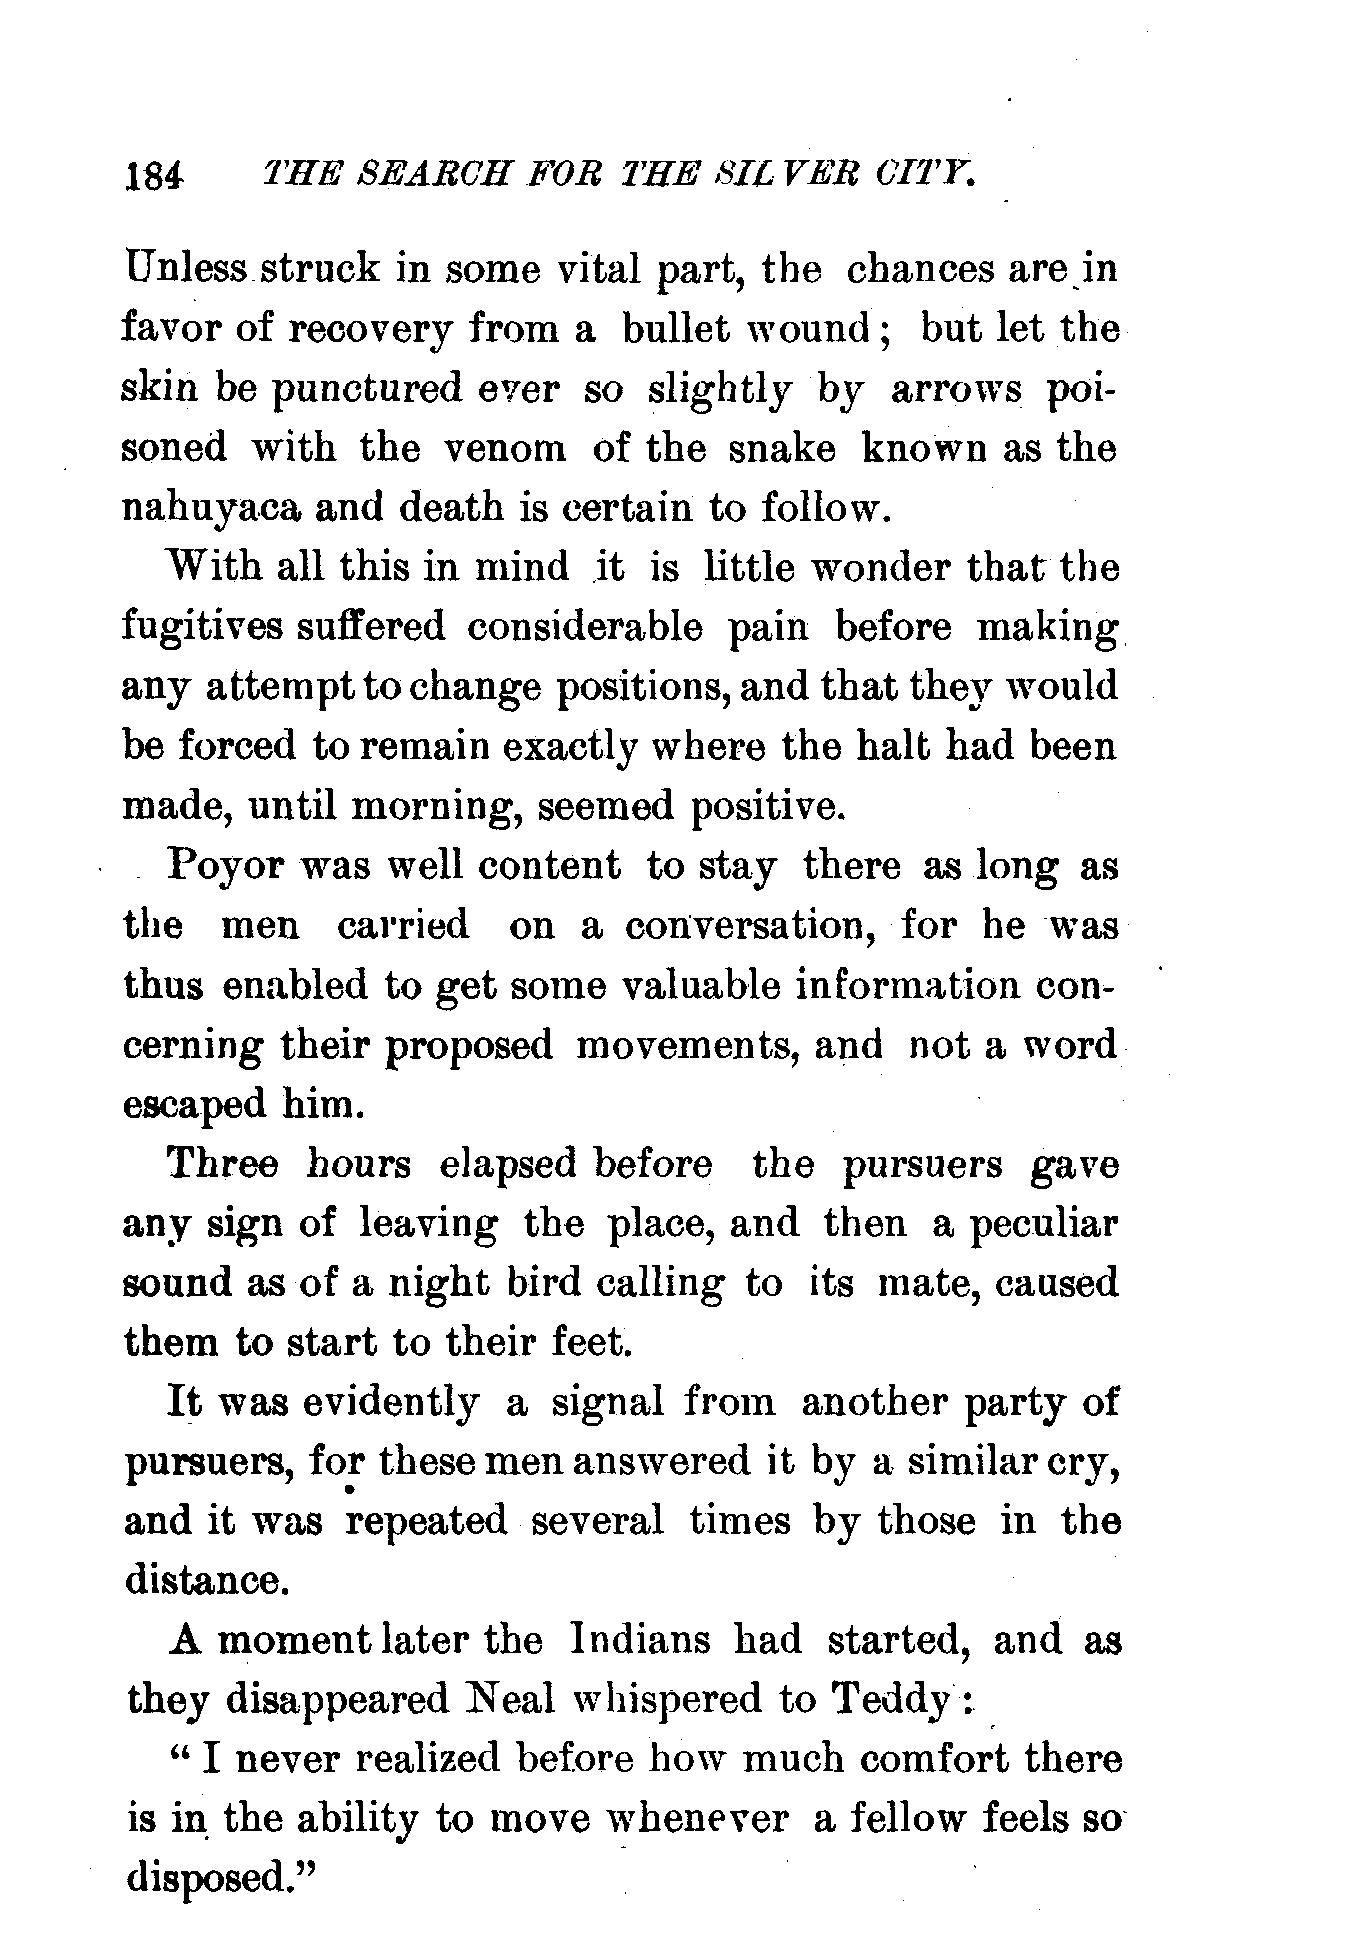 184 THE SEARCH FOR THE SILVER CITY.
Unless struck in some vital part, the chances are in
favor of recovery from a bullet wound; but let the
skin be punctured ever so slightly by arrows poi-
soned with the venom of the snake known as the
nahuyaca and death is certain to follow.
With all this in mind it is little wonder that the
fugitives suffered considerable pain before making
any attempt to change positions, and that they would
be forced to remain exactly where the halt had been
made, until morning, seemed positive.
Poyor was well content to stay there as long as
the men carried on a conversation, for he was
thus enabled to get some valuable information con-
cerning their proposed movements, and not a word
escaped him.
Three hours elapsed before the pursuers gave
any sign of leaving the place, and then a peculiar
sound as of a night bird calling to its mate, caused
them to start to their feet.
It was evidently a signal from another party of
pursuers, for these men answered it by a similar cry,
and it was repeated several times by those in the
distance.
A moment later the Indians had started, and as
they disappeared Neal whispered to Teddy:
"I never realized before how much comfort there
is in the ability to move whenever a fellow feels so
disposed."